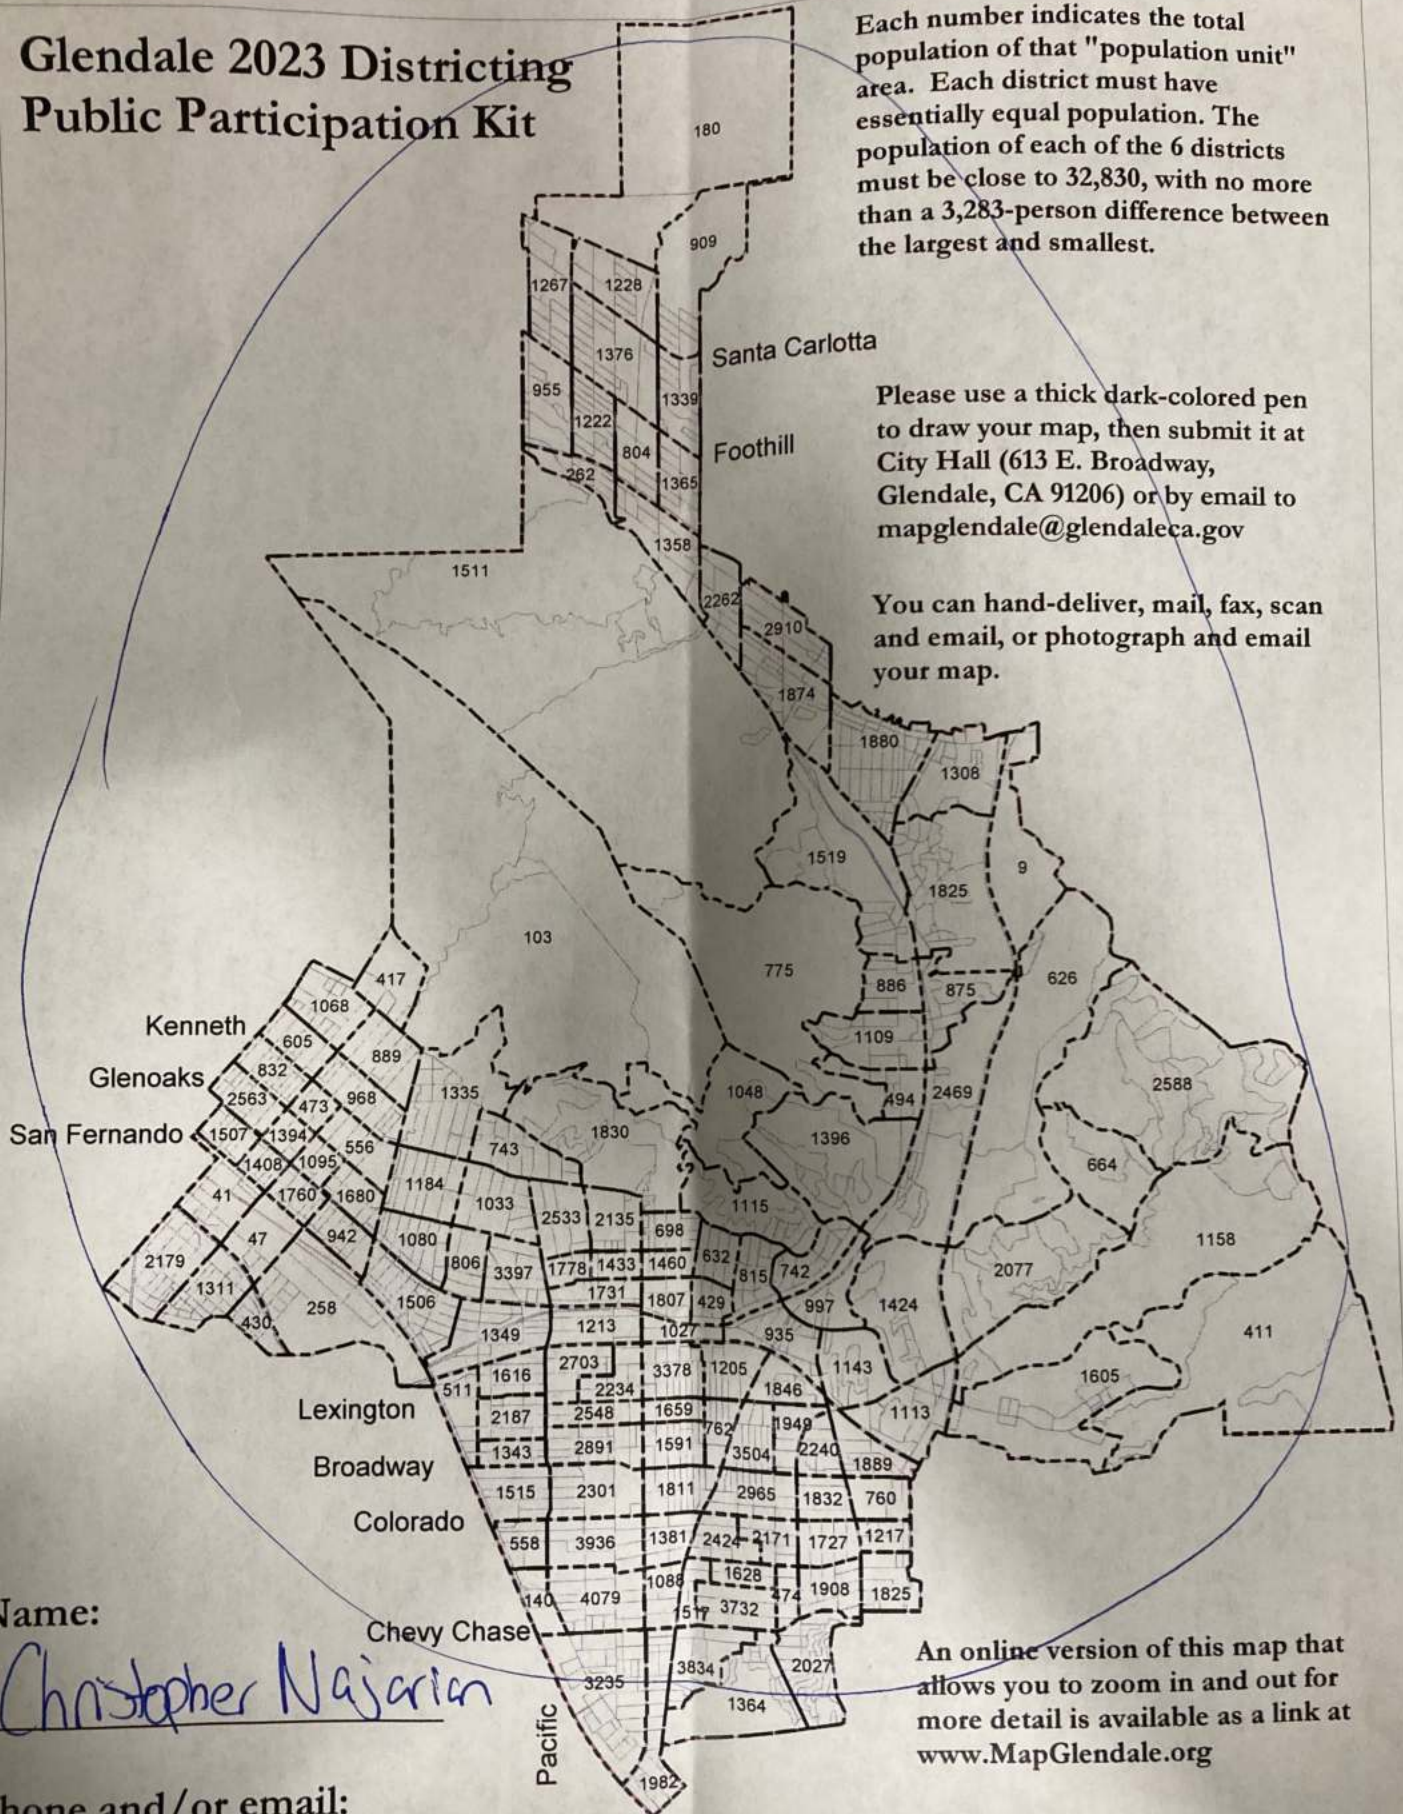 Glendale 2023 Districting
Public Participation Kit
Each number indicates the total
population of that "population unit"
area. Each district must have
essentially equal population. The
population of each of the 6 districts
must be close to 32,830, with no more
than a 3,283-person difference between
the largest and smallest.
180
909
1267 1228
Santa Carlotta
1376
955 1339
1222
804 Foothill
262 1365
Please use a thick dark-colored pen
to draw your map, then submit it at
City Hall (613 E. Broadway,
Glendale, CA 91206) or by email to
mapglendale@glendaleca.gov
1358
1511
2262
2910
You can hand-deliver, mail, fax, scan
and email, or photograph and email
your map.
1874
1880
1308
1519
1825 9
103
775
417 886 875 626
1068
Kenneth 605 889 1109
Glenoaks 832 1335 1048 494 2469 2588
2563 473 968
San Fernando 1507 1394 556 743 1830 1396
1408 1095 664
41 1760 1680 1184 1033 2533 2135 698 1115
47 942 1080 1158
2179 806 3397 1778 1433 1460 632 815 742 2077
1311 258 1506 1731 1807 429 997 1424
430 1349 1213 1027 935 411
2703 3378 1205 1143 1605
511 1616 2234 1846
Lexington 2187 2548 1659 762 1949 1113
1343 2891 1591 3504 2240 1889
Broadway
1515 2301 1811 2965 1832 760
Colorado
558 3936 1381 2424 2171 1727 1217
1628
140 4079 1088 474 1908 1825
1517 3732
Chevy Chase
3235 3834 2027
1364
Pacific
1982
Name:
Christopher Najarian
An online version of this map that
allows you to zoom in and out for
more detail is available as a link at
www.MapGlendale.org
hone and/or email: